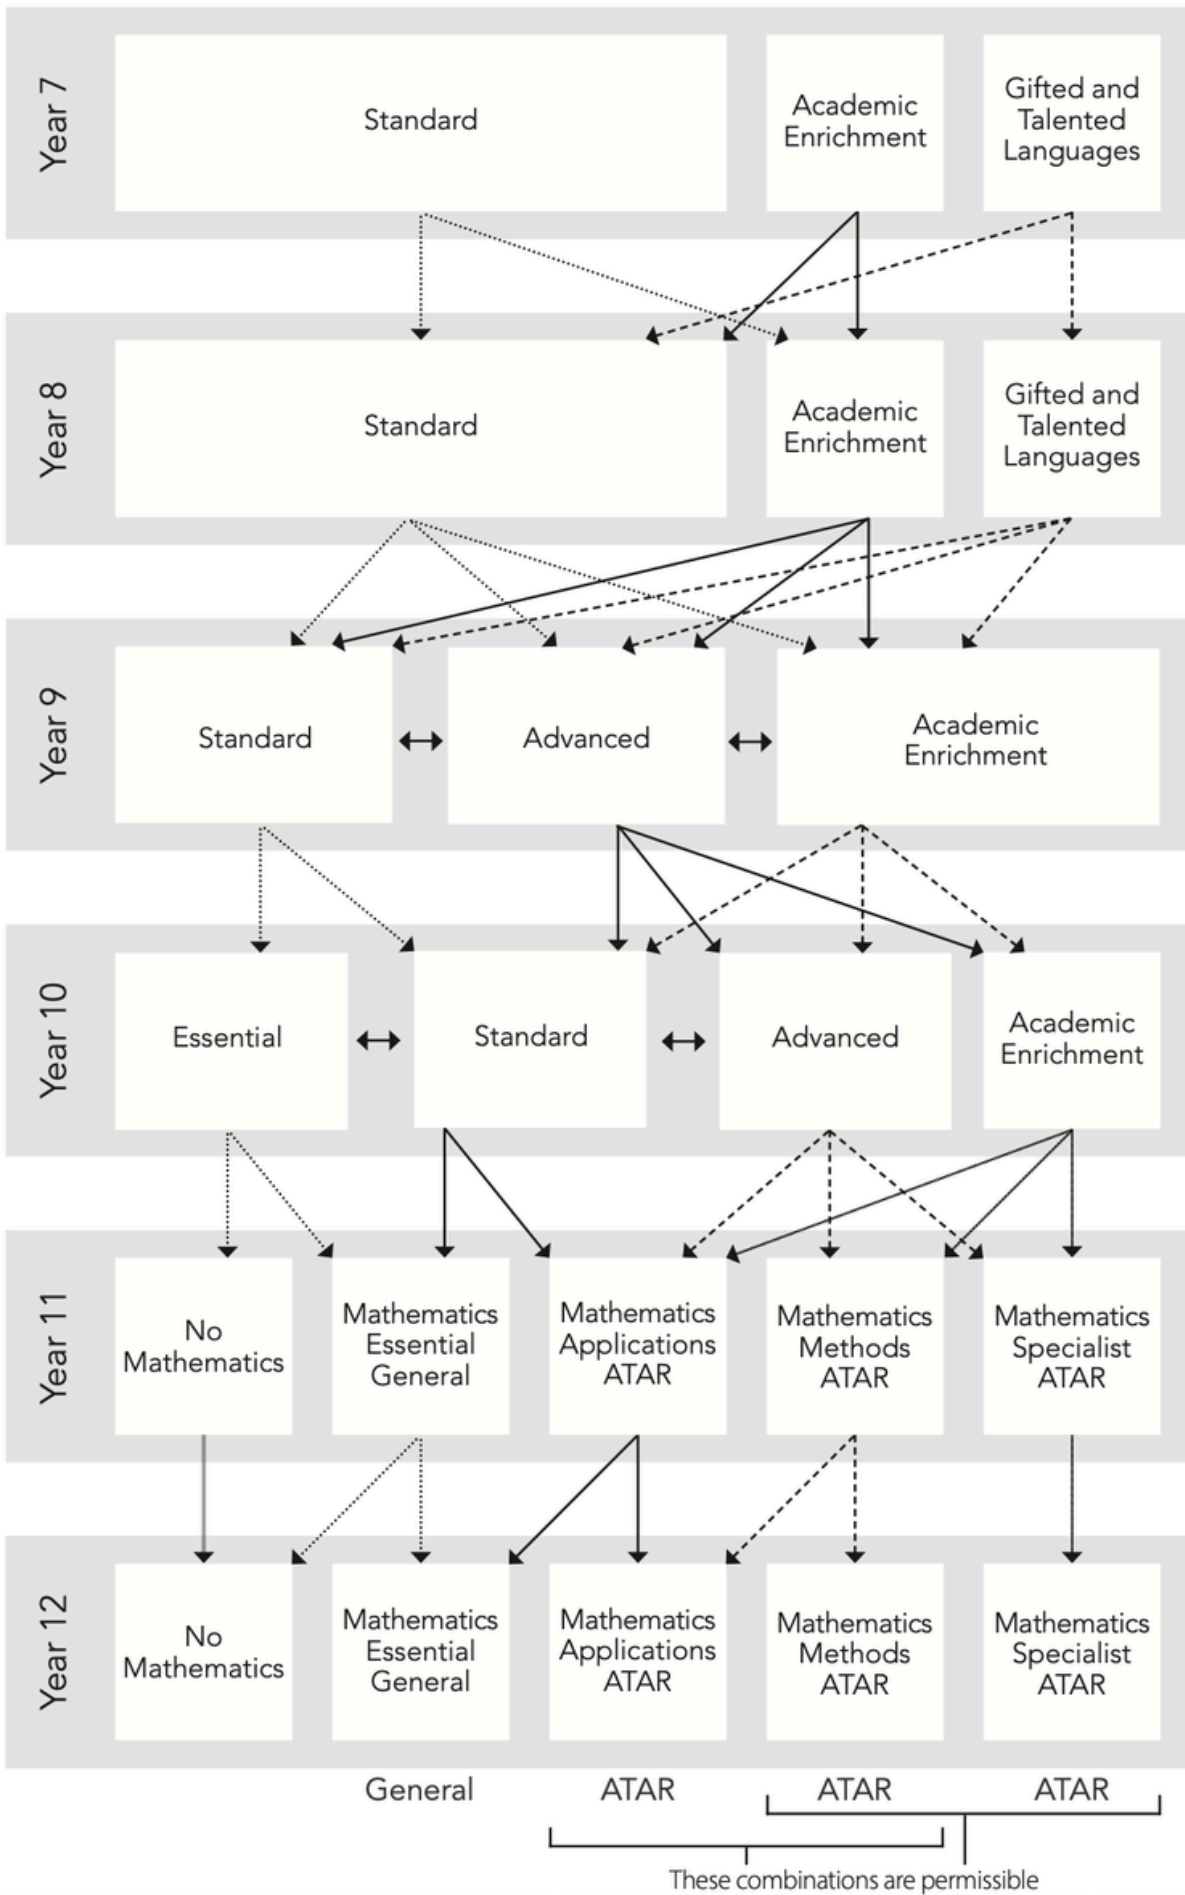 Year 7
Standard
Academic
Enrichment
Gifted and
Talented
Languages
Year 8
Standard
Academic
Enrichment
Gifted and
Talented
Languages
Year 9
Standard
Advanced
Academic
Enrichment
Year 10
Essential
Standard
Advanced
Academic
Enrichment
Year 11
No
Mathematics
Mathematics
Essential
General
Mathematics
Applications
ATAR
Mathematics
Methods
ATAR
Mathematics
Specialist
ATAR
Year 12
No
Mathematics
Mathematics
Essential
General
Mathematics
Applications
ATAR
Mathematics
Methods
ATAR
Mathematics
Specialist
ATAR
General
ATAR
ATAR
ATAR
These combinations are permissible